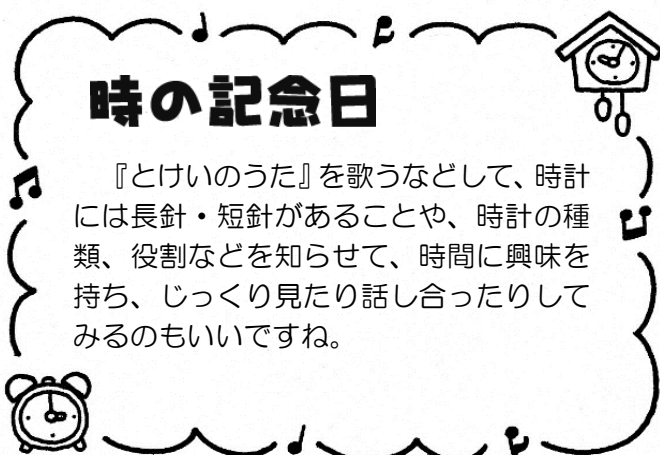 時の記念日
『とけいのうた』を歌うなどして、時計
には長針・短針があることや、時計の種
類、役割などを知らせて、時間に興味を
持ち、じっくり見たり話し合ったりして
みるのもいいですね。